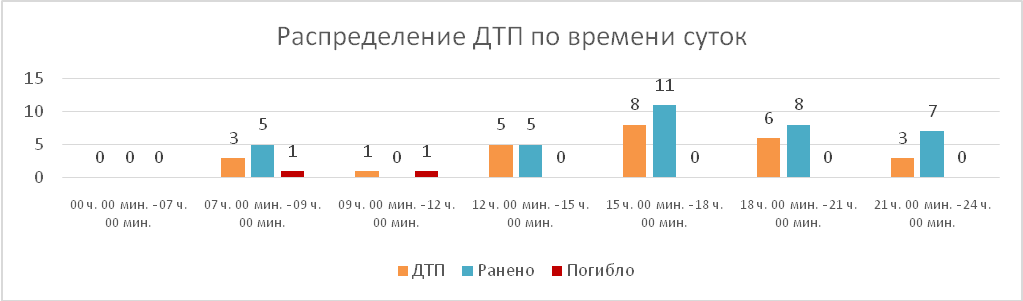 Распределение ДТП по времени суток
15
10
5
0
0 0 0
3 5 1
1 0 1
5 5 0
8 11 0
6 8 0
3 7 0
00 ч. 00 мин. -07 ч.
00 мин.
07 ч. 00 мин. -09 ч.
00 мин.
09 ч. 00 мин. -12 ч.
00 мин.
12 ч. 00 мин. -15 ч.
00 мин.
15 ч. 00 мин. -18 ч.
00 мин.
18 ч. 00 мин. -21 ч.
00 мин.
21 ч. 00 мин. -24 ч.
00 мин.
ДТП Ранено Погибло